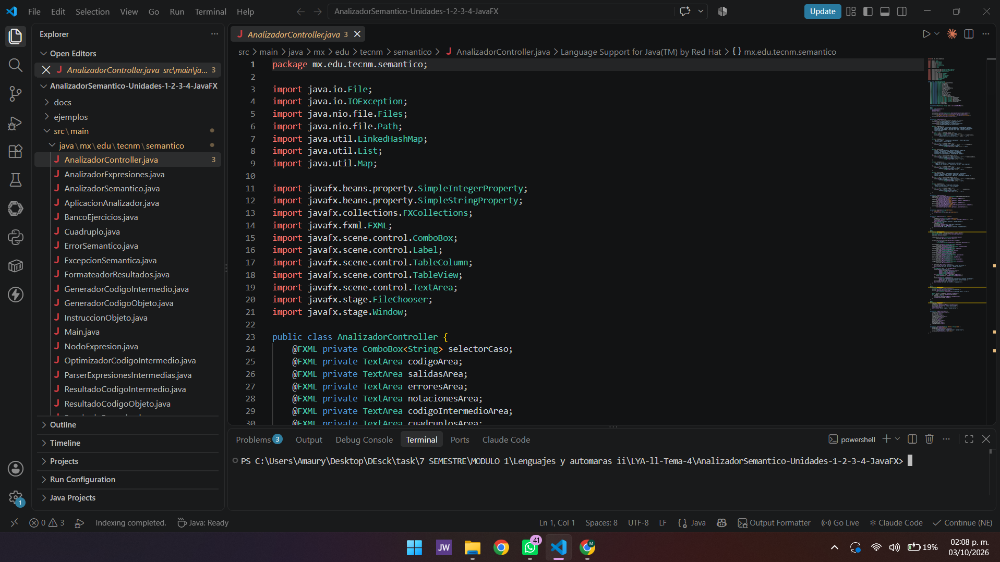 File Edit Selection View Go Run Terminal Help
AnalizadorSemantico-Unidades-1-2-3-4-JavaFX
Update
Explorer
Open Editors
AnalizadorController.java src\main\ja... 3
AnalizadorSemantico-Unidades-1-2-3-4-JavaFX
docs
ejemplos
src\main
java\mx\edu\tecnm\semantico
AnalizadorController.java 3
AnalizadorExpresiones.java
AnalizadorSemantico.java
AplicacionAnalizador.java
BancoEjercicios.java
Cuadruplo.java
ErrorSemantico.java
ExcepcionSemantica.java
FormateadorResultados.java
GeneradorCodigoIntermedio.java
GeneradorCodigoObjeto.java
InstruccionObjeto.java
Main.java
NodoExpresion.java
OptimizadorCodigoIntermedio.java
ParserExpresionesIntermedias.java
ResultadoCodigoIntermedio.java
ResultadoCodigoObjeto.java
Outline
Timeline
Projects
Run Configuration
Java Projects
AnalizadorController.java 3
src > main > java > mx > edu > tecnm > semantico > AnalizadorController.java > Language Support for Java(TM) by Red Hat > {} mx.edu.tecnm.semantico
1 package mx.edu.tecnm.semantico;
2
3 import java.io.File;
4 import java.io.IOException;
5 import java.nio.file.Files;
6 import java.nio.file.Path;
7 import java.util.LinkedHashMap;
8 import java.util.List;
9 import java.util.Map;
10
11 import javafx.beans.property.SimpleIntegerProperty;
12 import javafx.beans.property.SimpleStringProperty;
13 import javafx.collections.FXCollections;
14 import javafx.fxml.FXML;
15 import javafx.scene.control.ComboBox;
16 import javafx.scene.control.Label;
17 import javafx.scene.control.TableColumn;
18 import javafx.scene.control.TableView;
19 import javafx.scene.control.TextArea;
20 import javafx.stage.FileChooser;
21 import javafx.stage.Window;
22
23 public class AnalizadorController {
24 @FXML private ComboBox<String> selectorCaso;
25 @FXML private TextArea codigoArea;
26 @FXML private TextArea salidasArea;
27 @FXML private TextArea erroresArea;
28 @FXML private TextArea notacionesArea;
29 @FXML private TextArea codigoIntermedioArea;
30 @FXML private TextArea cuadruplosArea;
Problems 3 Output Debug Console Terminal Ports Claude Code
powershell
PS C:\Users\Amaury\Desktop\DEsck\task\7 SEMESTRE\MODULO 1\Lenguajes y automaras ii\LYA-ll-Tema-4\AnalizadorSemantico-Unidades-1-2-3-4-JavaFX>
1
0 3 Indexing completed. Java: Ready
Ln 1, Col 1 Spaces: 8 UTF-8 LF {} Java Output Formatter Go Live Claude Code Continue (NE)
JW
41
M
19%
02:08 p. m.
03/10/2026